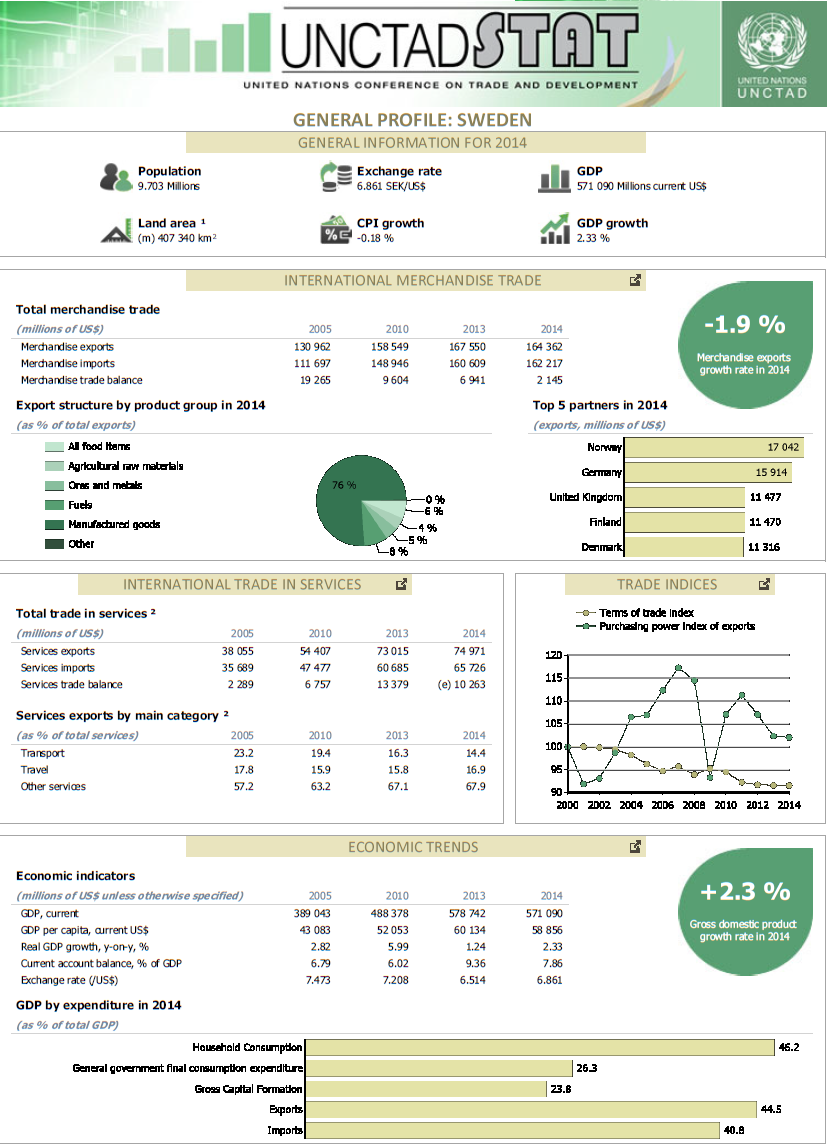 UNCTADSTAT
UNITED NATIONS CONFERENCE ON TRADE AND DEVELOPMENT
UNITED NATIONS
UNCTAD
GENERAL PROFILE: SWEDEN
GENERAL INFORMATION FOR 2014
Population
9.703 Millions
Exchange rate
6.861 SEK/US$
GDP
571 090 Millions current US$
Land area ¹
(m) 407 340 km²
CPI growth
-0.18 %
GDP growth
2.33 %
INTERNATIONAL MERCHANDISE TRADE
Total merchandise trade
(millions of US$) 2005 2010 2013 2014
Merchandise exports 130 962 158 549 167 550 164 362
Merchandise imports 111 697 148 946 160 609 162 217
Merchandise trade balance 19 265 9 604 6 941 2 145
-1.9 %
Merchandise exports
growth rate in 2014
Export structure by product group in 2014
(as % of total exports)
All food items
Agricultural raw materials
Ores and metals
Fuels
Manufactured goods
Other
76 %
0 %
6 %
4 %
5 %
8 %
Top 5 partners in 2014
(exports, millions of US$)
Norway 17 042
Germany 15 914
United Kingdom 11 477
Finland 11 470
Denmark 11 316
INTERNATIONAL TRADE IN SERVICES
Total trade in services ²
(millions of US$) 2005 2010 2013 2014
Services exports 38 055 54 407 73 015 74 971
Services imports 35 689 47 477 60 685 65 726
Services trade balance 2 289 6 757 13 379 (e) 10 263
Services exports by main category ²
(as % of total services) 2005 2010 2013 2014
Transport 23.2 19.4 16.3 14.4
Travel 17.8 15.9 15.8 16.9
Other services 57.2 63.2 67.1 67.9
TRADE INDICES
Terms of trade index
Purchasing power index of exports
120
115
110
105
100
95
90
2000 2002 2004 2006 2008 2010 2012 2014
ECONOMIC TRENDS
Economic indicators
(millions of US$ unless otherwise specified) 2005 2010 2013 2014
GDP, current 389 043 488 378 578 742 571 090
GDP per capita, current US$ 43 083 52 053 60 134 58 856
Real GDP growth, y-on-y, % 2.82 5.99 1.24 2.33
Current account balance, % of GDP 6.79 6.02 9.36 7.86
Exchange rate (/US$) 7.473 7.208 6.514 6.861
+2.3 %
Gross domestic product
growth rate in 2014
GDP by expenditure in 2014
(as % of total GDP)
Household Consumption 46.2
General government final consumption expenditure 26.3
Gross Capital Formation 23.8
Exports 44.5
Imports 40.8